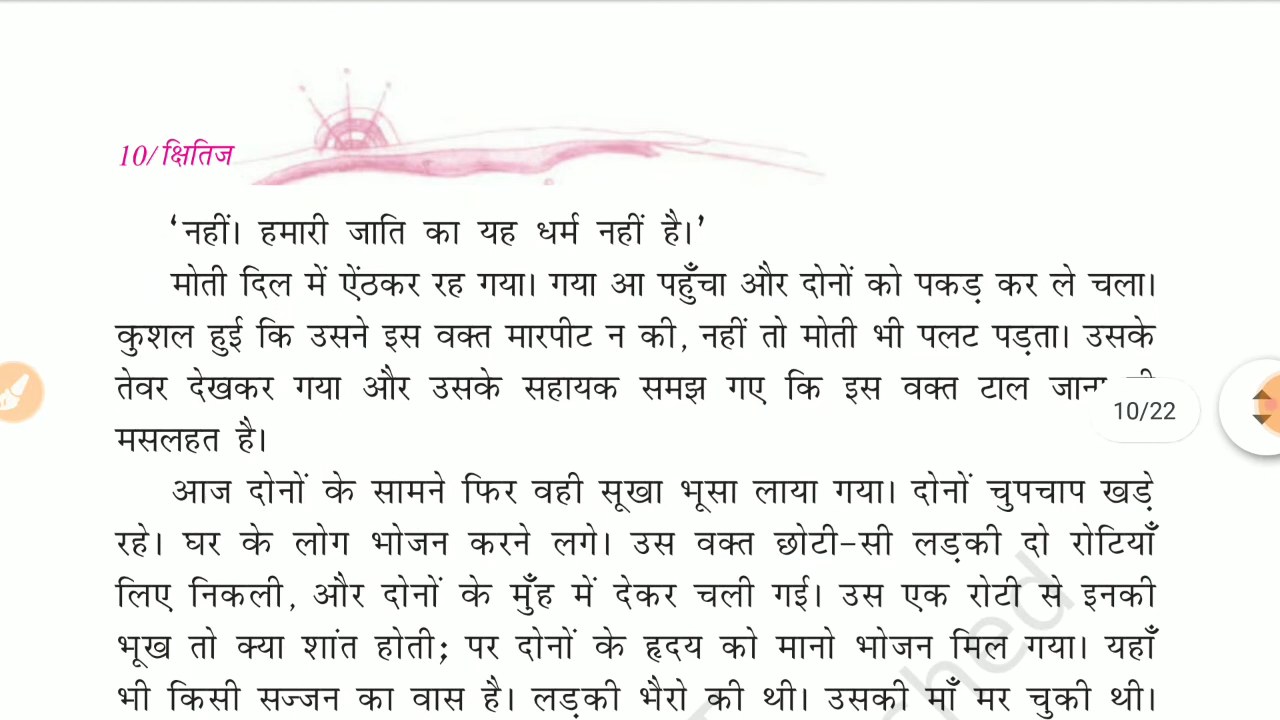 10/क्षितिज
‘नहीं। हमारी जाति का यह धर्म नहीं है।’
मोती दिल में ऐंठकर रह गया। गया आ पहुँचा और दोनों को पकड़ कर ले चला।
कुशल हुई कि उसने इस वक्त मारपीट न की, नहीं तो मोती भी पलट पड़ता। उसके
तेवर देखकर गया और उसके सहायक समझ गए कि इस वक्त टाल
10/22
मसलहत है।
आज दोनों के सामने फिर वही सूखा भूसा लाया गया। दोनों चुपचाप खड़े
रहे। घर के लोग भोजन करने लगे। उस वक्त छोटी-सी लड़की दो रोटियाँ
लिए निकली, और दोनों के मुँह में देकर चली गई। उस एक रोटी से इनकी
भूख तो क्या शांत होती; पर दोनों के हृदय को मानो भोजन मिल गया। यहाँ
भी किसी सज्जन का वास है। लड़की भैरो की थी। उसकी माँ मर चुकी थी।